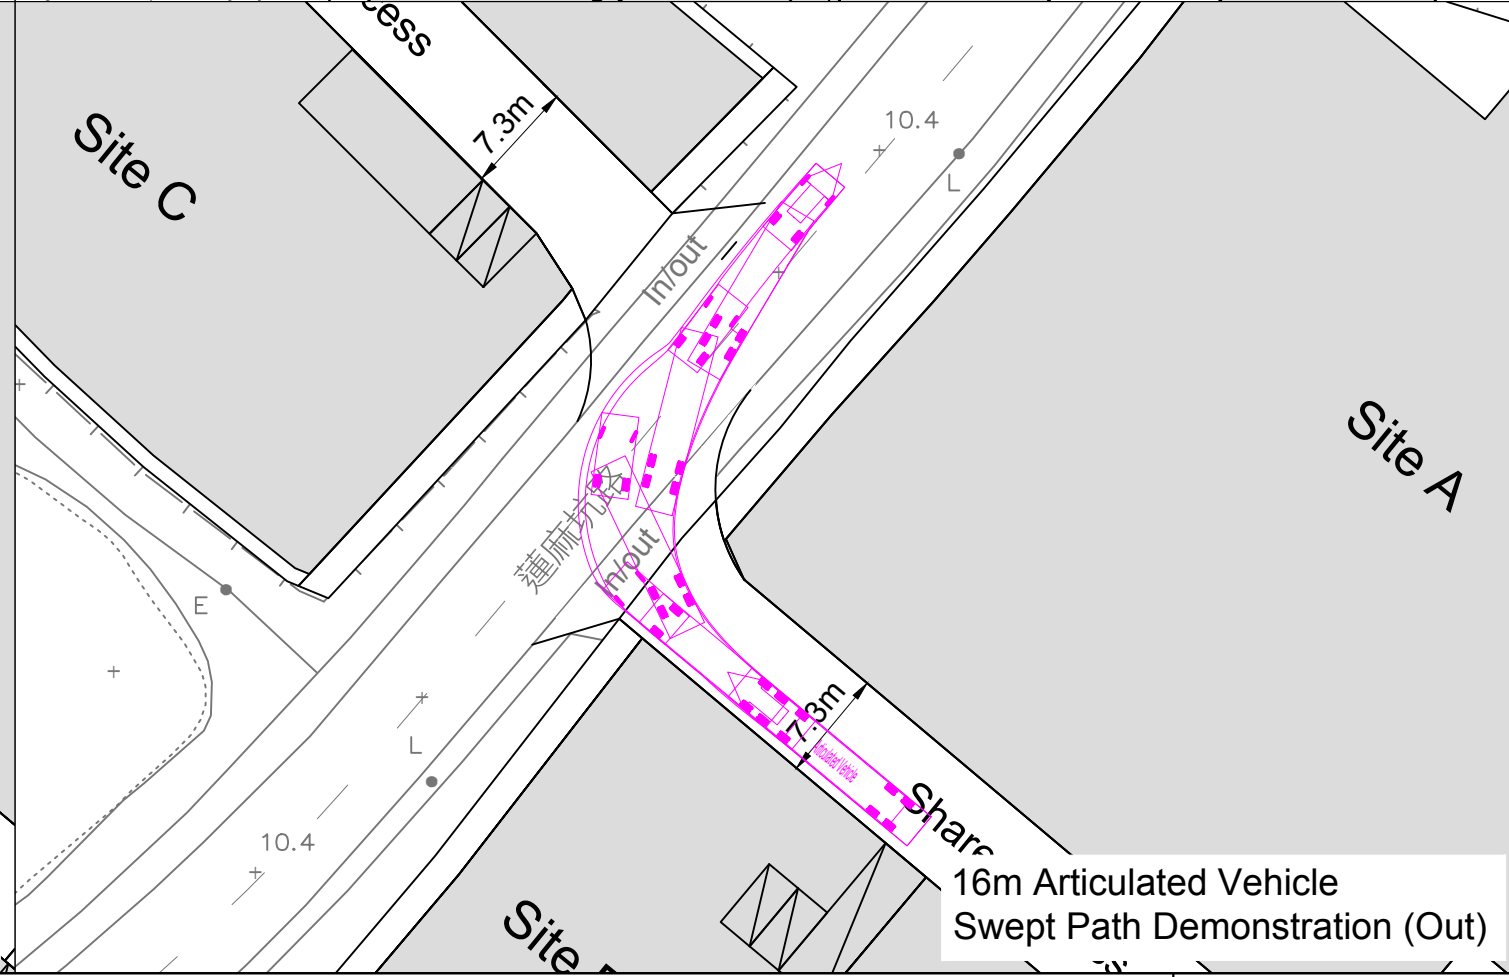 cess
7.3m
10.4
Site C
L
In/out
Site A
蓮麻坑路
In/out
E
7.3m
L
Articulated Vehicle
Share
10.4
16m Articulated Vehicle
Swept Path Demonstration (Out)
Site